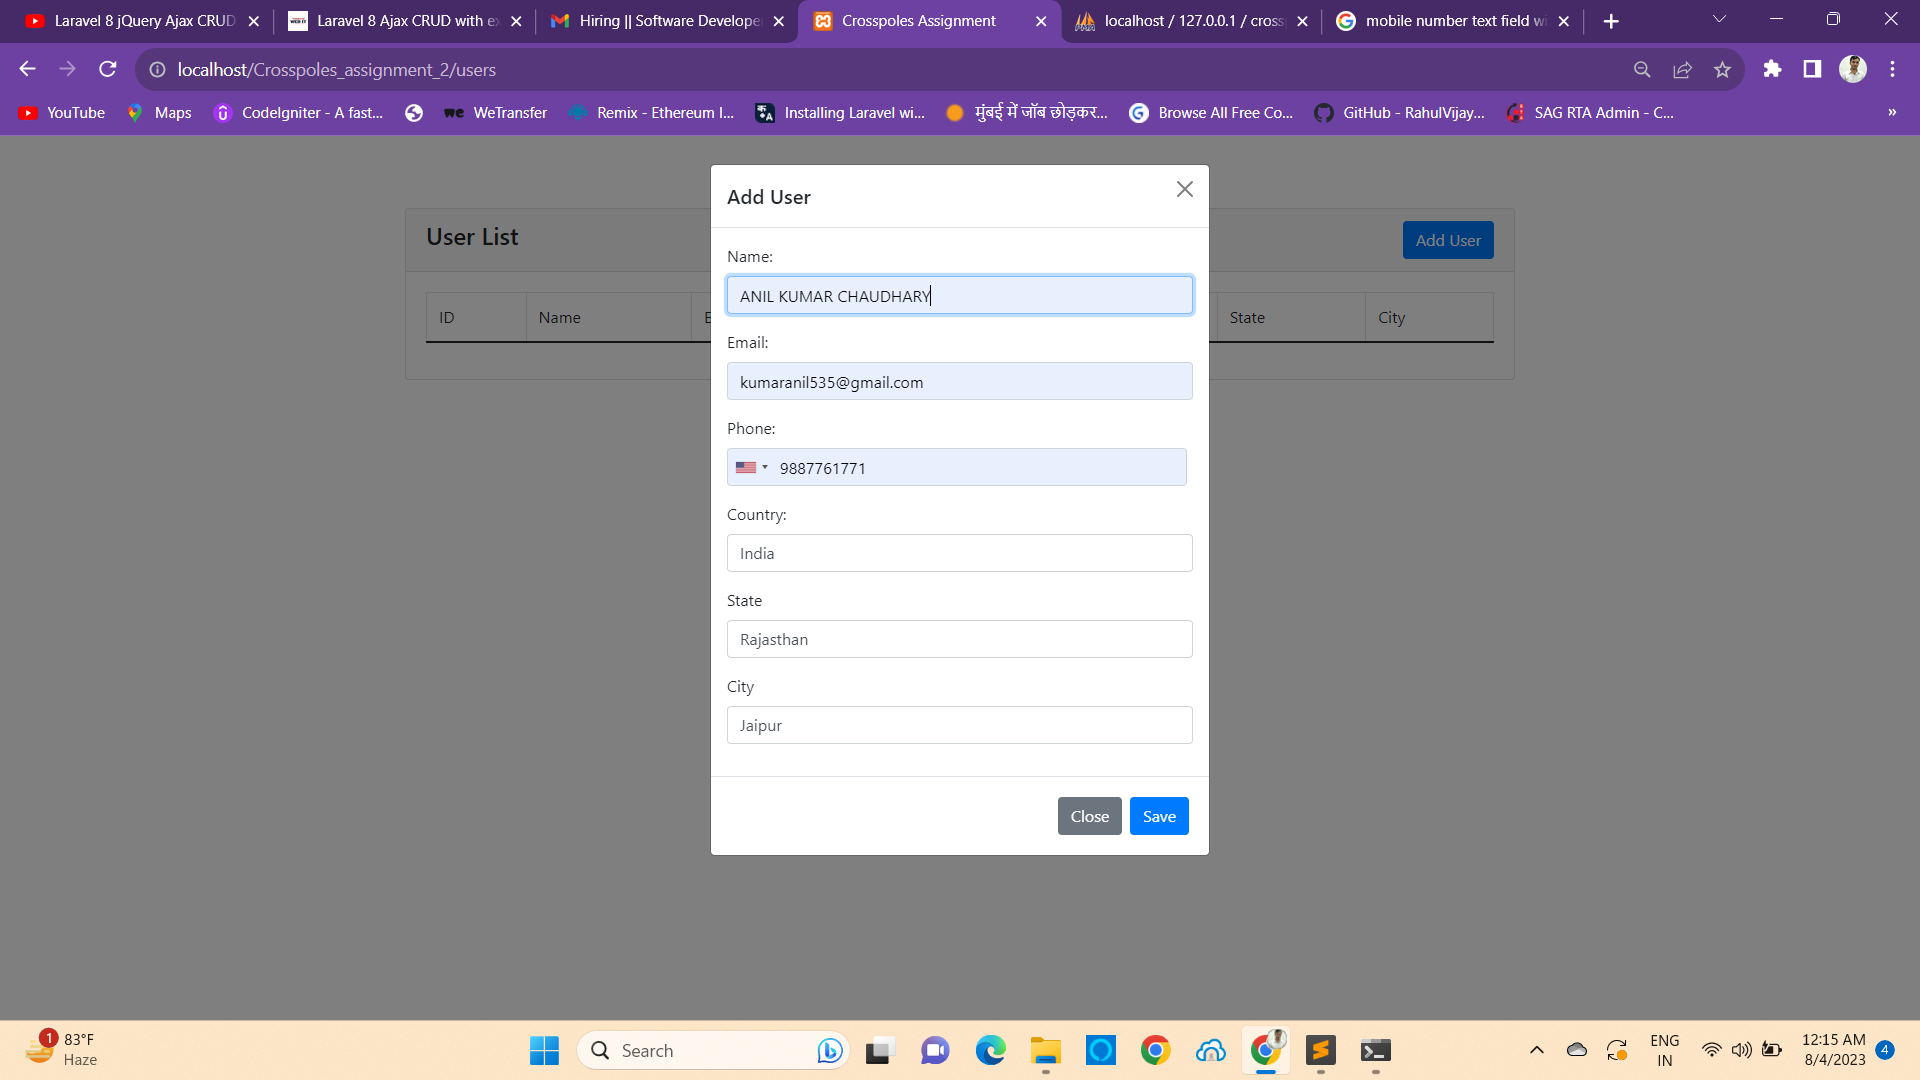 Laravel 8 jQuery Ajax CRUD
Laravel 8 Ajax CRUD with ex
Hiring || Software Develope
Crosspoles Assignment
localhost / 127.0.0.1 / cross
mobile number text field wi
localhost/Crosspoles_assignment_2/users
YouTube
Maps
CodeIgniter - A fast...
we WeTransfer
Remix - Ethereum I...
Installing Laravel wi...
मुंबई में जॉब छोड़कर...
Browse All Free Co...
GitHub - RahulVijay...
SAG RTA Admin - C...
»
Add User
User List
Add User
Name:
ANIL KUMAR CHAUDHARY
ID
Name
E
State
City
Email:
kumaranil535@gmail.com
Phone:
9887761771
Country:
India
State
Rajasthan
City
Jaipur
Close
Save
1
83°F
Haze
Search
ENG
IN
12:15 AM
8/4/2023
4